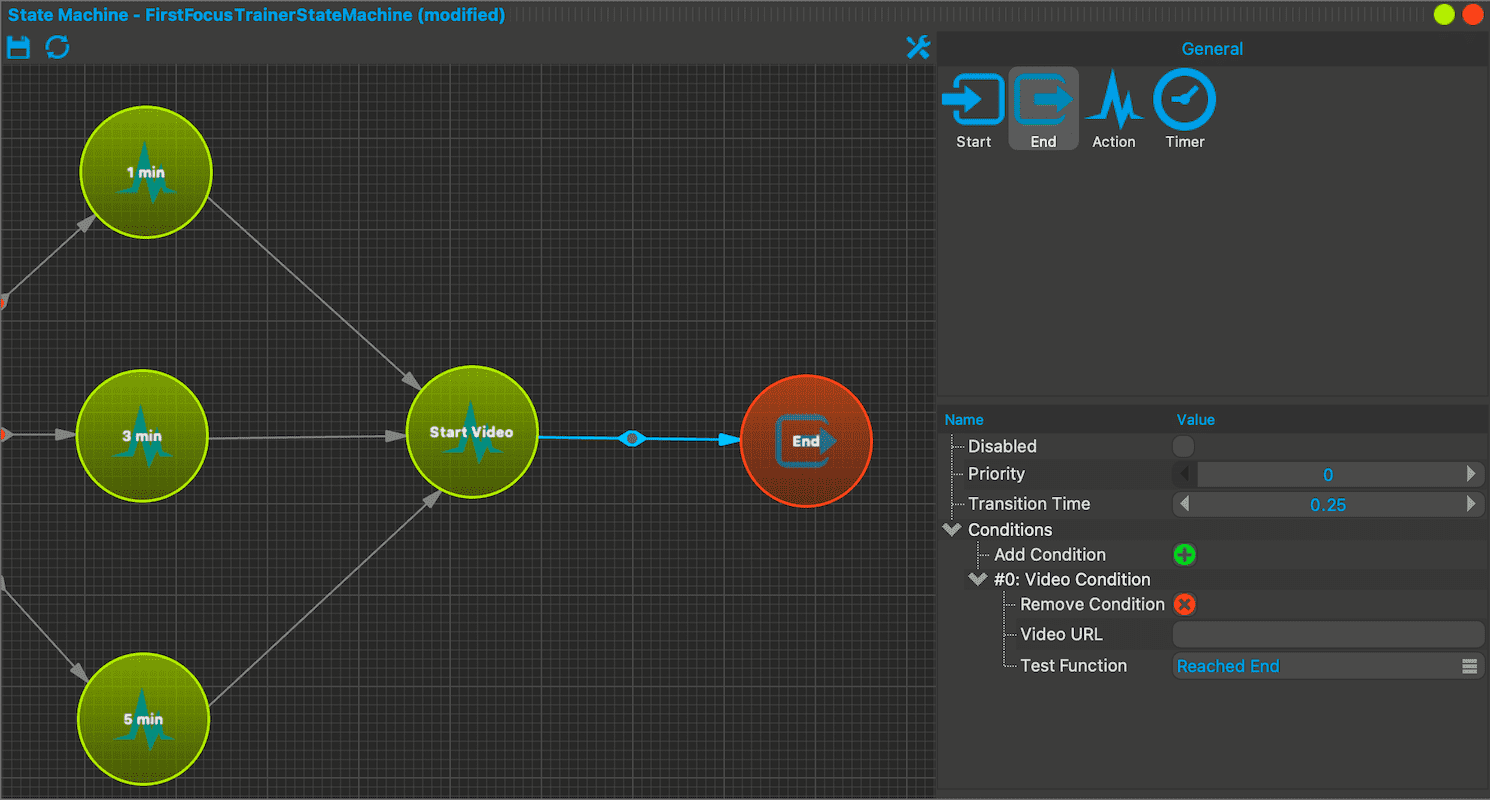 State Machine - FirstFocusTrainerStateMachine (modified)
General
Start End Action Timer
1 min
3 min
Start Video
End
5 min
Name Value
Disabled
Priority 0
Transition Time 0.25
Conditions
Add Condition
#0: Video Condition
Remove Condition
Video URL
Test Function Reached End